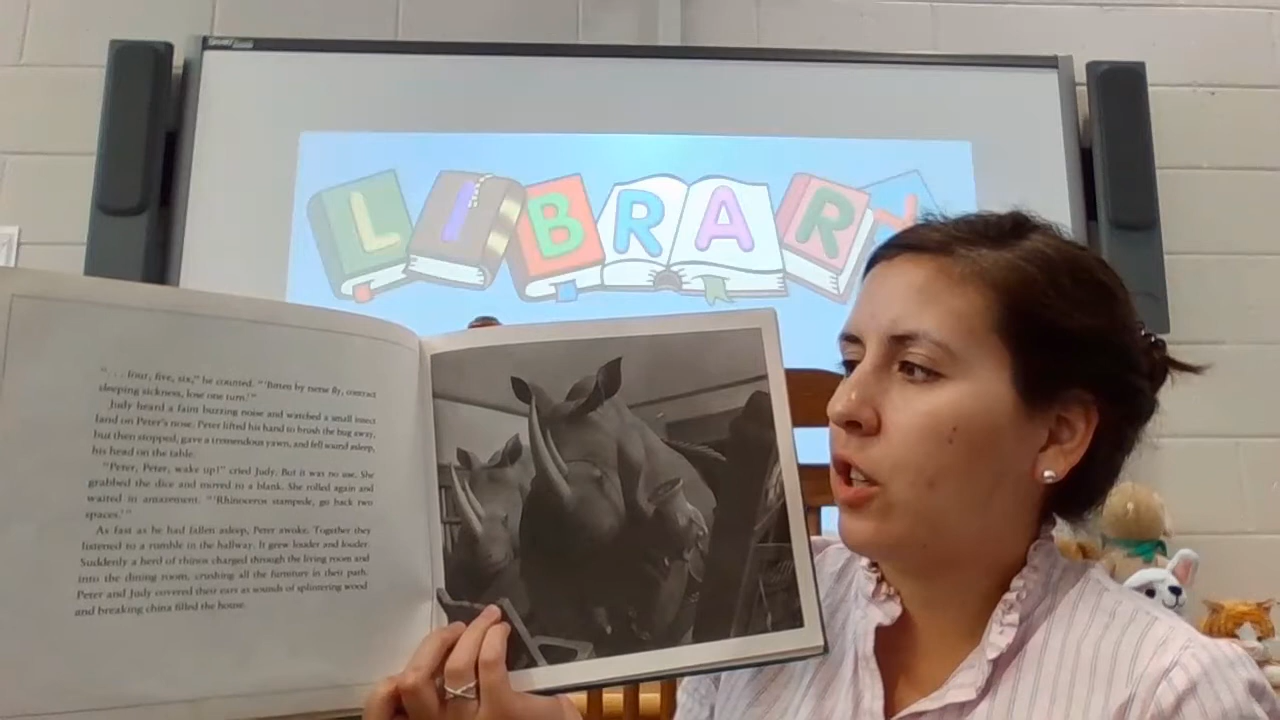 LIBRARY
". . . four, five, six," he counted. "'Bitten by tsetse fly, contract
sleeping sickness, lose one turn.'"
Judy heard a faint buzzing noise and watched a small insect
land on Peter's nose. Peter lifted his hand to brush the bug away,
but then stopped, gave a tremendous yawn, and fell sound asleep,
his head on the table.
"Peter, Peter, wake up!" cried Judy. But it was no use. She
grabbed the dice and moved to a blank. She rolled again and
waited in amazement. "'Rhinoceros stampede, go back two
spaces.'"
As fast as he had fallen asleep, Peter awoke. Together they
listened to a rumble in the hallway. It grew louder and louder.
Suddenly a herd of rhinos charged through the living room and
into the dining room, crushing all the furniture in their path.
Peter and Judy covered their ears as sounds of splintering wood
and breaking china filled the house.